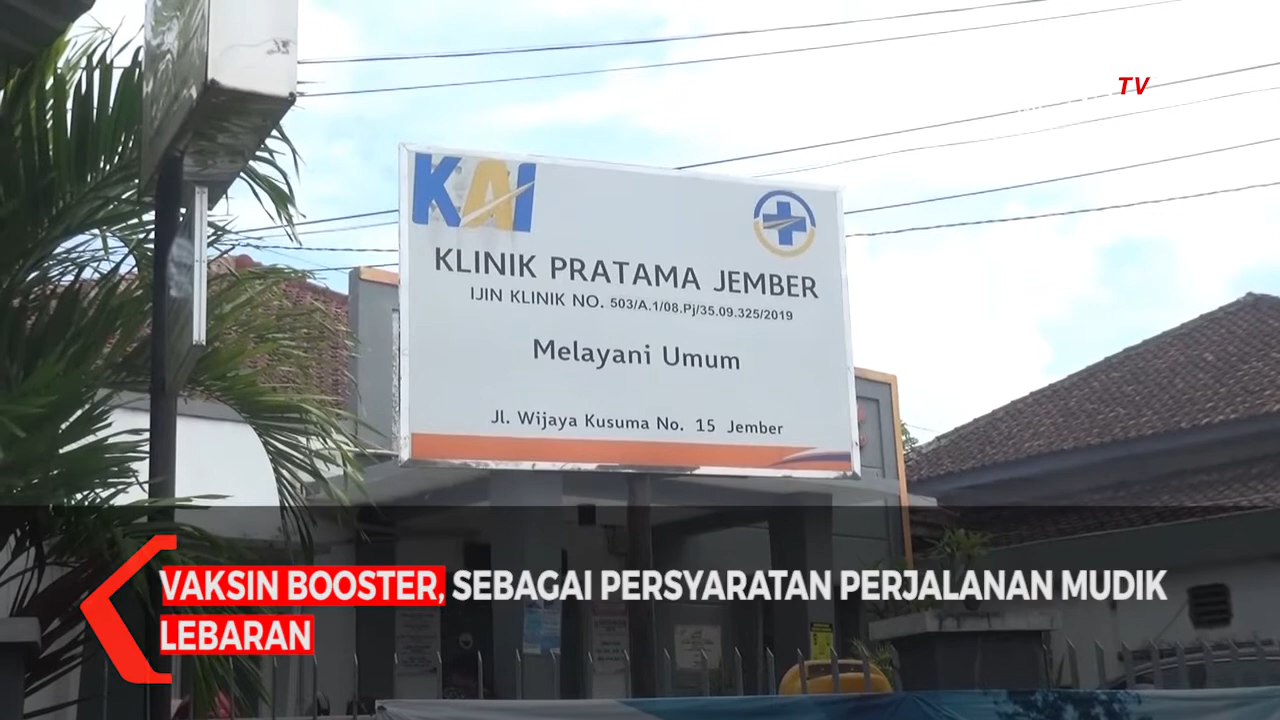 TV
KAI
KLINIK PRATAMA JEMBER
IJIN KLINIK NO. 503/A.1/08.Pj/35.09.325/2019
Melayani Umum
Jl. Wijaya Kusuma No. 15 Jember
VAKSIN BOOSTER, SEBAGAI PERSYARATAN PERJALANAN MUDIK
LEBARAN